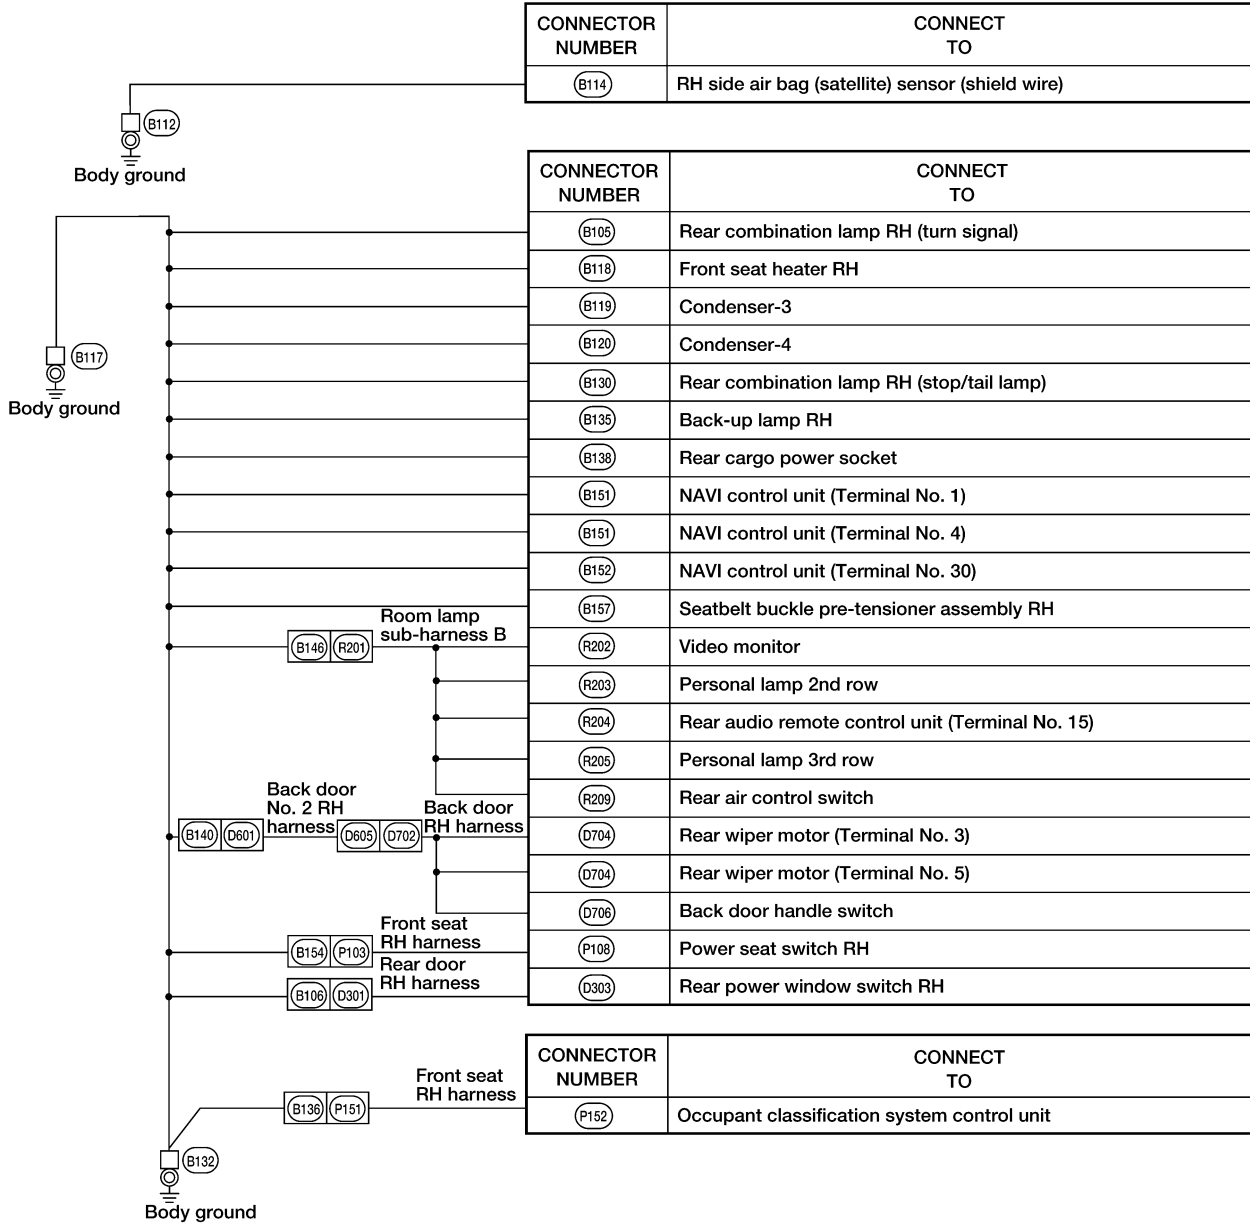 CONNECTOR NUMBER
CONNECT TO
B114
RH side air bag (satellite) sensor (shield wire)
B112
Body ground
CONNECTOR NUMBER
CONNECT TO
B105
Rear combination lamp RH (turn signal)
B118
Front seat heater RH
B119
Condenser-3
B120
Condenser-4
B117
Body ground
B130
Rear combination lamp RH (stop/tail lamp)
B135
Back-up lamp RH
B138
Rear cargo power socket
B151
NAVI control unit (Terminal No. 1)
B151
NAVI control unit (Terminal No. 4)
B152
NAVI control unit (Terminal No. 30)
B157
Seatbelt buckle pre-tensioner assembly RH
Room lamp
sub-harness B
B146 R201
R202
Video monitor
R203
Personal lamp 2nd row
R204
Rear audio remote control unit (Terminal No. 15)
R205
Personal lamp 3rd row
R209
Rear air control switch
Back door
No. 2 RH
harness
Back door
RH harness
B140 D601
D605 D702
D704
Rear wiper motor (Terminal No. 3)
D704
Rear wiper motor (Terminal No. 5)
D706
Back door handle switch
Front seat
RH harness
B154 P103
P108
Power seat switch RH
Rear door
RH harness
B106 D301
D303
Rear power window switch RH
CONNECTOR NUMBER
CONNECT TO
Front seat
RH harness
B136 P151
P152
Occupant classification system control unit
B132
Body ground